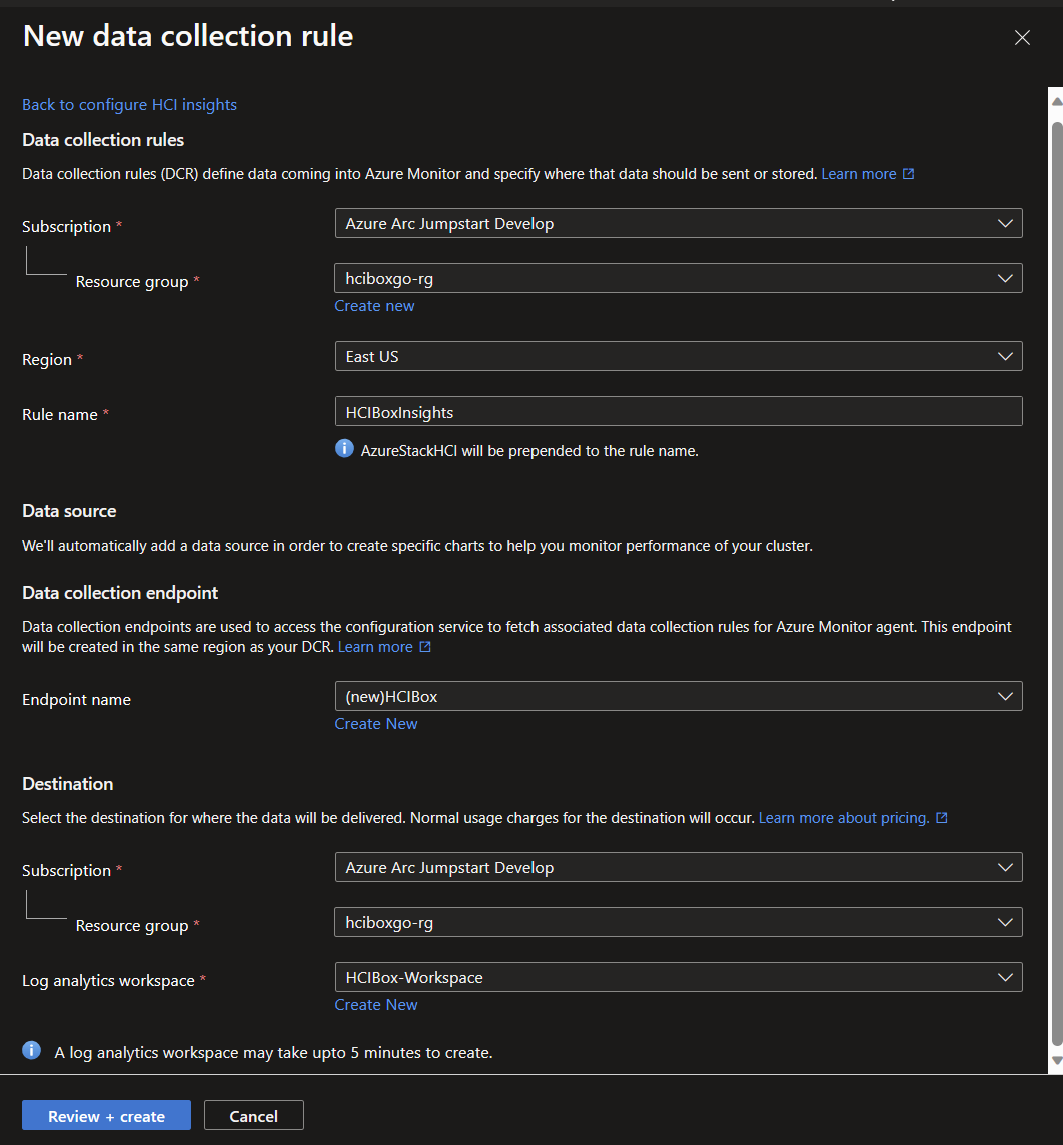 New data collection rule
Back to configure HCI insights
Data collection rules
Data collection rules (DCR) define data coming into Azure Monitor and specify where that data should be sent or stored. Learn more
Subscription *
Azure Arc Jumpstart Develop
Resource group *
hciboxgo-rg
Create new
Region *
East US
Rule name *
HCIBoxInsights
AzureStackHCI will be prepended to the rule name.
Data source
We'll automatically add a data source in order to create specific charts to help you monitor performance of your cluster.
Data collection endpoint
Data collection endpoints are used to access the configuration service to fetch associated data collection rules for Azure Monitor agent. This endpoint
will be created in the same region as your DCR. Learn more
Endpoint name
(new)HCIBox
Create New
Destination
Select the destination for where the data will be delivered. Normal usage charges for the destination will occur. Learn more about pricing.
Subscription *
Azure Arc Jumpstart Develop
Resource group *
hciboxgo-rg
Log analytics workspace *
HCIBox-Workspace
Create New
A log analytics workspace may take upto 5 minutes to create.
Review + create
Cancel